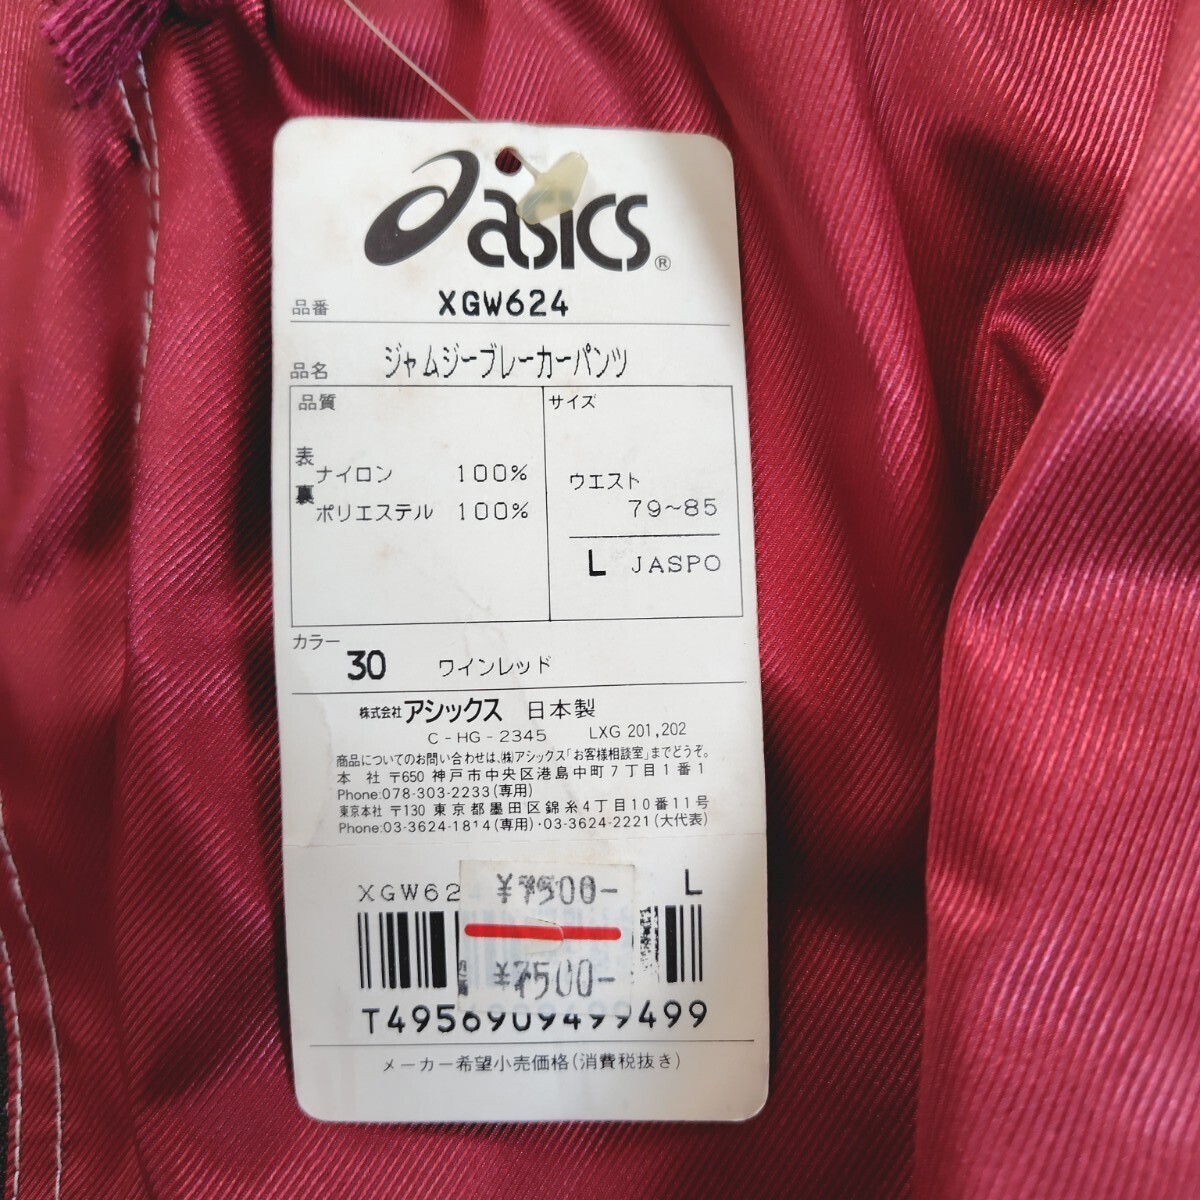 asics®
品番 XGW624
品名 ジャムジーブレーカーパンツ
品質 サイズ
表 ナイロン 100%
裏 ポリエステル 100%
ウエスト
79~85
L JASPO
カラー 30 ワインレッド
株式会社アシックス 日本製
C-HG-2345 LXG 201,202
商品についてのお問い合わせは、(株)アシックス「お客様相談室」までどうぞ。
本 社 〒650 神戸市中央区港島中町7丁目1番1
Phone:078-303-2233(専用)
東京本社 〒130 東京都墨田区錦糸4丁目10番11号
Phone:03-3624-1814(専用)・03-3624-2221(大代表)
XGW624 L
¥7500-
¥7500-
T4956909499499
メーカー希望小売価格(消費税抜き)